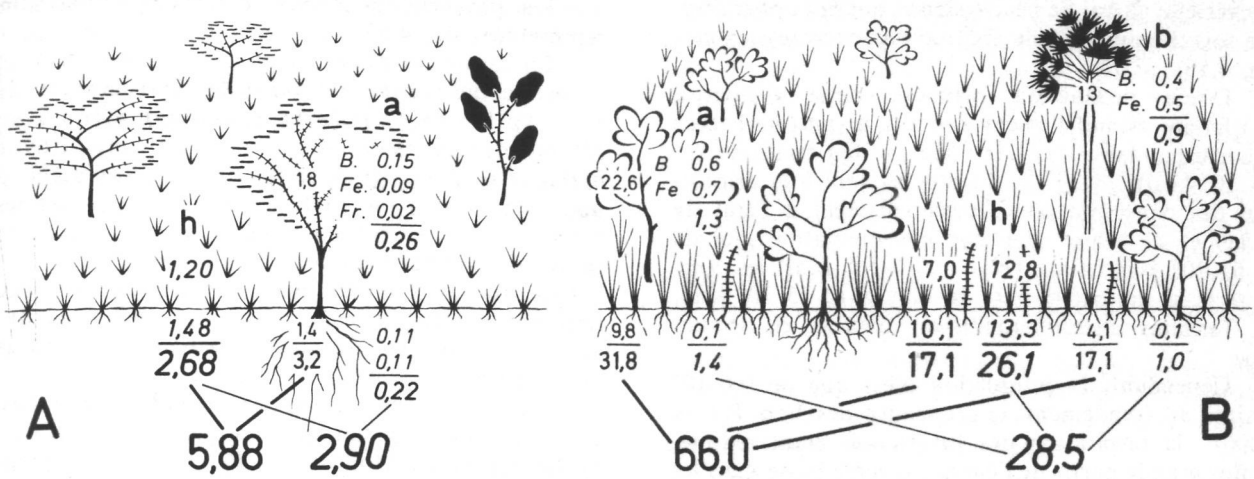 a
B. 0,15
1,8
Fe. 0,09
Fr. 0,02
0,26
h
1,20
1,48
2,68
1,4
3,2
0,11
0,11
0,22
5,88 2,90
A
b
B. 0,4
13
Fe. 0,5
0,9
a
B 0,6
22,6
Fe 0,7
1,3
h
7,0 12,8
9,8
31,8
0,1
1,4
10,1
17,1
13,3
26,1
4,1
17,1
0,1
1,0
66,0 28,5
B